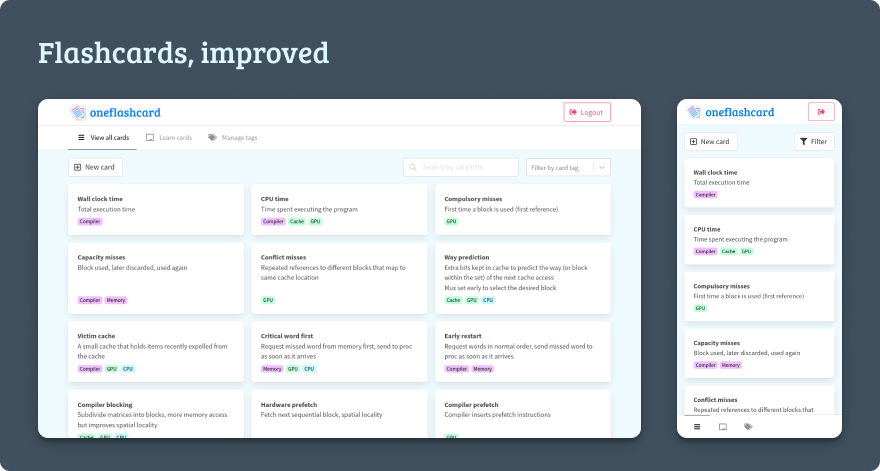 Flashcards, improved
oneflashcard
Logout
View all cards
Learn cards
Manage tags
New card
Search by card title
Filter by card tag
Wall clock time
Total execution time
Compiler
CPU time
Time spent executing the program
Compiler Cache GPU
Compulsory misses
First time a block is used (first reference)
GPU
Capacity misses
Block used, later discarded, used again
Compiler Memory
Conflict misses
Repeated references to different blocks that map to
same cache location
GPU
Way prediction
Extra bits kept in cache to predict the way (or block
within the set) of the next cache access
Mux set early to select the desired block
Cache GPU CPU
Victim cache
A small cache that holds items recently expelled from
the cache
Compiler GPU CPU
Critical word first
Request missed word from memory first, send to proc
as soon as it arrives
Memory GPU CPU
Early restart
Request words in normal order, send missed word to
proc as soon as it arrives
Compiler Memory
Compiler blocking
Subdivide matrices into blocks, more memory access
but improves spatial locality
Cache GPU CPU
Hardware prefetch
Fetch next sequential block, spatial locality
Compiler prefetch
Compiler inserts prefetch instructions
GPU
oneflashcard
New card
Filter
Wall clock time
Total execution time
Compiler
CPU time
Time spent executing the program
Compiler Cache GPU
Compulsory misses
First time a block is used (first reference)
GPU
Capacity misses
Block used, later discarded, used again
Compiler Memory
Conflict misses
Repeated references to different blocks that